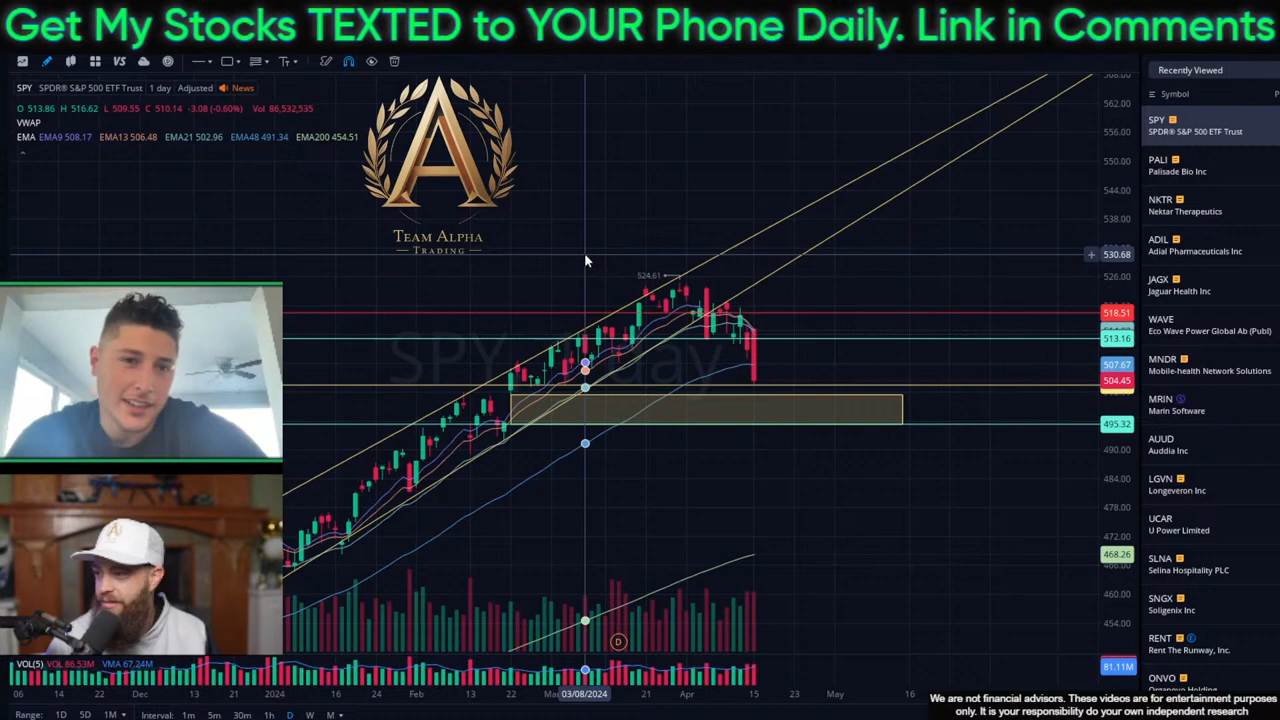 Get My Stocks TEXTED to YOUR Phone Daily. Link in Comments
VS
Recently Viewed
SPY SPDR® S&P 500 ETF Trust 1 day Adjusted News
O 513.86 H 516.62 L 509.55 C 510.14 -3.08 (-0.60%) Vol 86,532,535
VWAP
EMA EMA9 508.17 EMA13 506.48 EMA21 502.96 EMA48 491.34 EMA200 454.51
A
TEAM ALPHA
TRADING
Symbol
SPY
SPDR® S&P 500 ETF Trust
PALI
Palisade Bio Inc
NKTR
Nektar Therapeutics
ADIL
Adial Pharmaceuticals Inc
JAGX
Jaguar Health Inc
WAVE
Eco Wave Power Global Ab (Publ)
MNDR
Mobile-health Network Solutions
MRIN
Marin Software
AUUD
Auddia Inc
LGVN
Longeveron Inc
UCAR
U Power Limited
SLNA
Selina Hospitality PLC
SNGX
Soligenix Inc
RENT
Rent The Runway, Inc.
ONVO
568.00
562.00
556.00
550.00
544.00
538.00
530.68
526.00
518.51
513.16
507.67
504.45
495.32
490.00
484.00
478.00
472.00
468.26
466.00
460.00
454.00
81.11M
524.61
SPY 1 day
D
VOL(5) VOL 86.53M VMA 67.24M
06 14 22 Dec 13 21 2024 16 24 Feb 13 22 03/08/2024 21 Apr 15 23 May 16
Range: 1D 5D 1M Interval: 1m 5m 30m 1h D W M
We are not financial advisors. These videos are for entertainment purposes
only. It is your responsibility do your own independent research